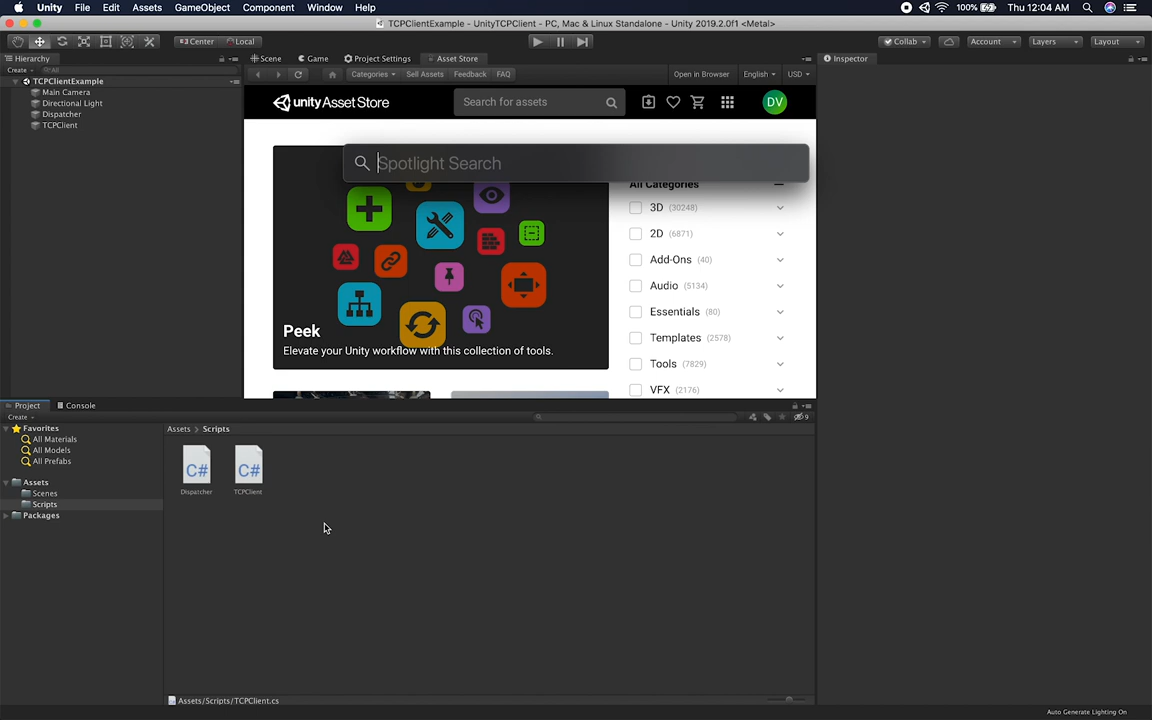 Unity File Edit Assets GameObject Component Window Help 100% Thu 12:04 AM
TCPClientExample - UnityTCPClient - PC, Mac & Linux Standalone - Unity 2019.2.0f1 <Metal>
Center Local Collab Account Layers Layout
Hierarchy Scene Game Project Settings Asset Store Inspector
Create All Categories Sell Assets Feedback FAQ Open in Browser English USD
TCPClientExample
Main Camera
Directional Light
Dispatcher
TCPClient
unity Asset Store Search for assets DV
Spotlight Search
All Categories
3D (30248)
2D (6871)
Add-Ons (40)
Audio (5134)
Essentials (80)
Templates (2578)
Tools (7829)
VFX (2176)
Peek
Elevate your Unity workflow with this collection of tools.
Project Console
Create 9
Favorites
All Materials
All Models
All Prefabs
Assets
Scenes
Scripts
Packages
Assets Scripts
C# C#
Dispatcher TCPClient
Assets/Scripts/TCPClient.cs
Auto Generate Lighting On